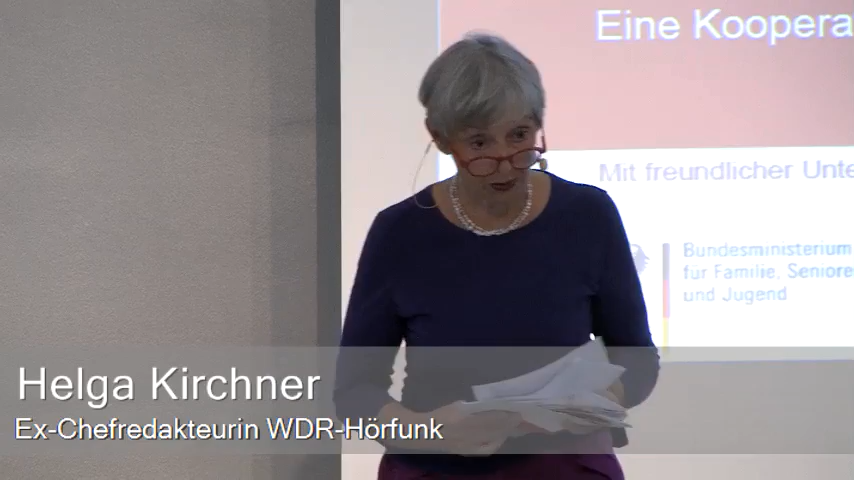 Eine Koopera
Mit freundlicher Unte
Bundesministerium
für Familie, Seniore
und Jugend
Helga Kirchner
Ex-Chefredakteurin WDR-Hörfunk